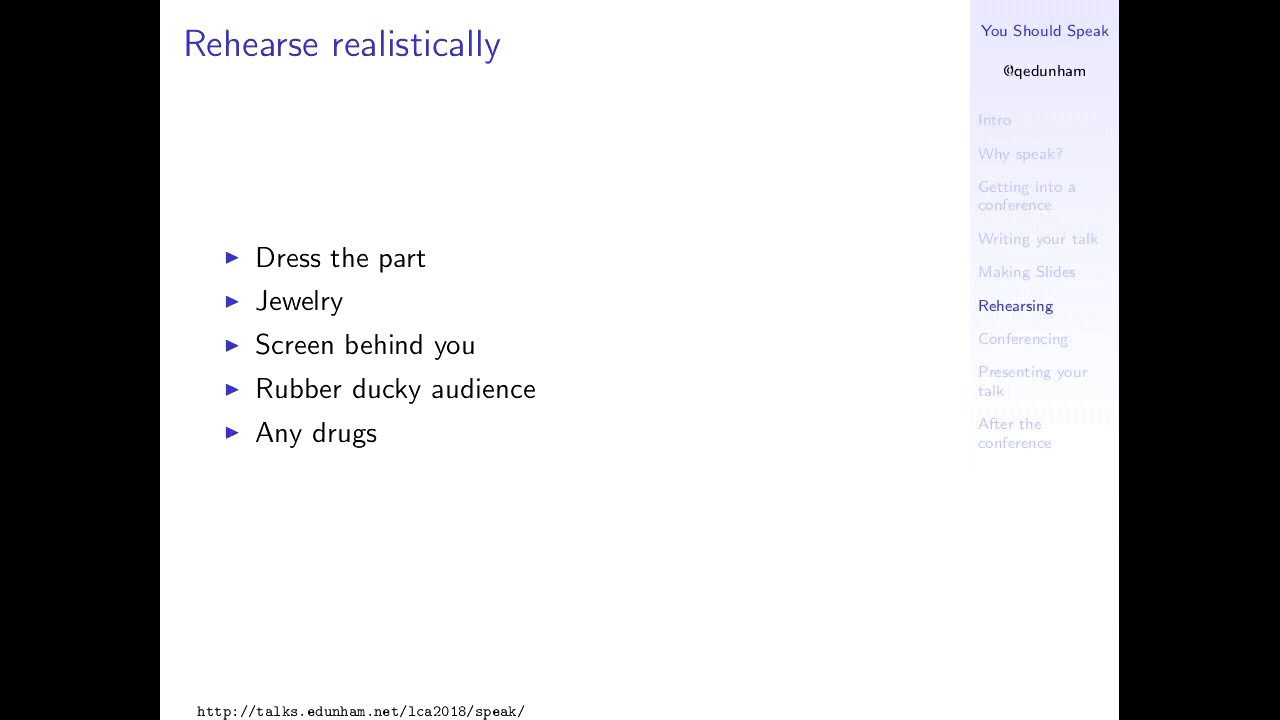 Rehearse realistically
Dress the part
Jewelry
Screen behind you
Rubber ducky audience
Any drugs
http://talks.edunham.net/lca2018/speak/
You Should Speak
@qedunham
Intro
Why speak?
Getting into a
conference
Writing your talk
Making Slides
Rehearsing
Conferencing
Presenting your
talk
After the
conference